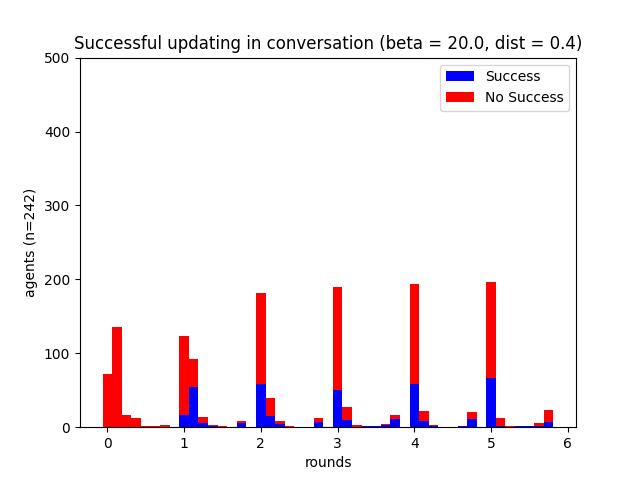 Successful updating in conversation (beta = 20.0, dist = 0.4)
500
400
300
200
100
0
agents (n=242)
Success
No Success
0 1 2 3 4 5 6
rounds